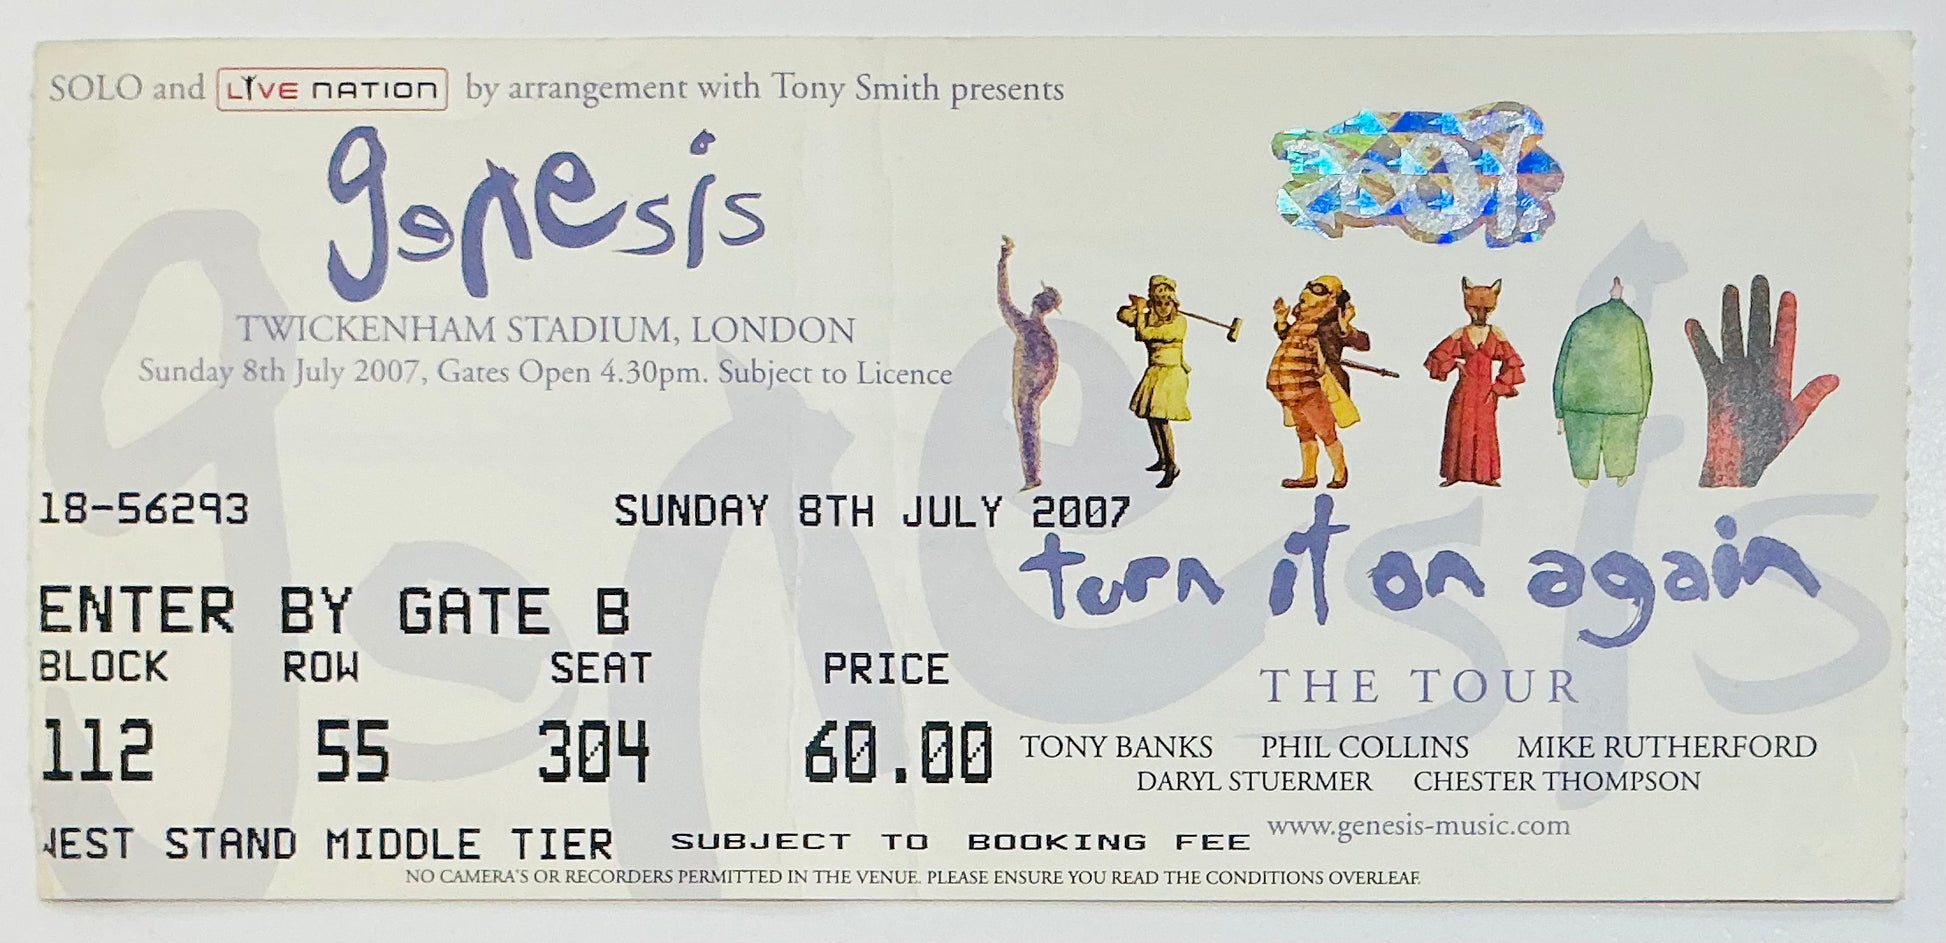 SOLO and LIVE NATION by arrangement with Tony Smith presents
genesis
TWICKENHAM STADIUM, LONDON
Sunday 8th July 2007, Gates Open 4.30pm. Subject to Licence
2007
18-56293
SUNDAY 8TH JULY 2007
turn it on again
THE TOUR
ENTER BY GATE B
BLOCK ROW SEAT PRICE
112 55 304 60.00
TONY BANKS PHIL COLLINS MIKE RUTHERFORD
DARYL STUERMER CHESTER THOMPSON
www.genesis-music.com
WEST STAND MIDDLE TIER SUBJECT TO BOOKING FEE
NO CAMERA'S OR RECORDERS PERMITTED IN THE VENUE. PLEASE ENSURE YOU READ THE CONDITIONS OVERLEAF.
genesis